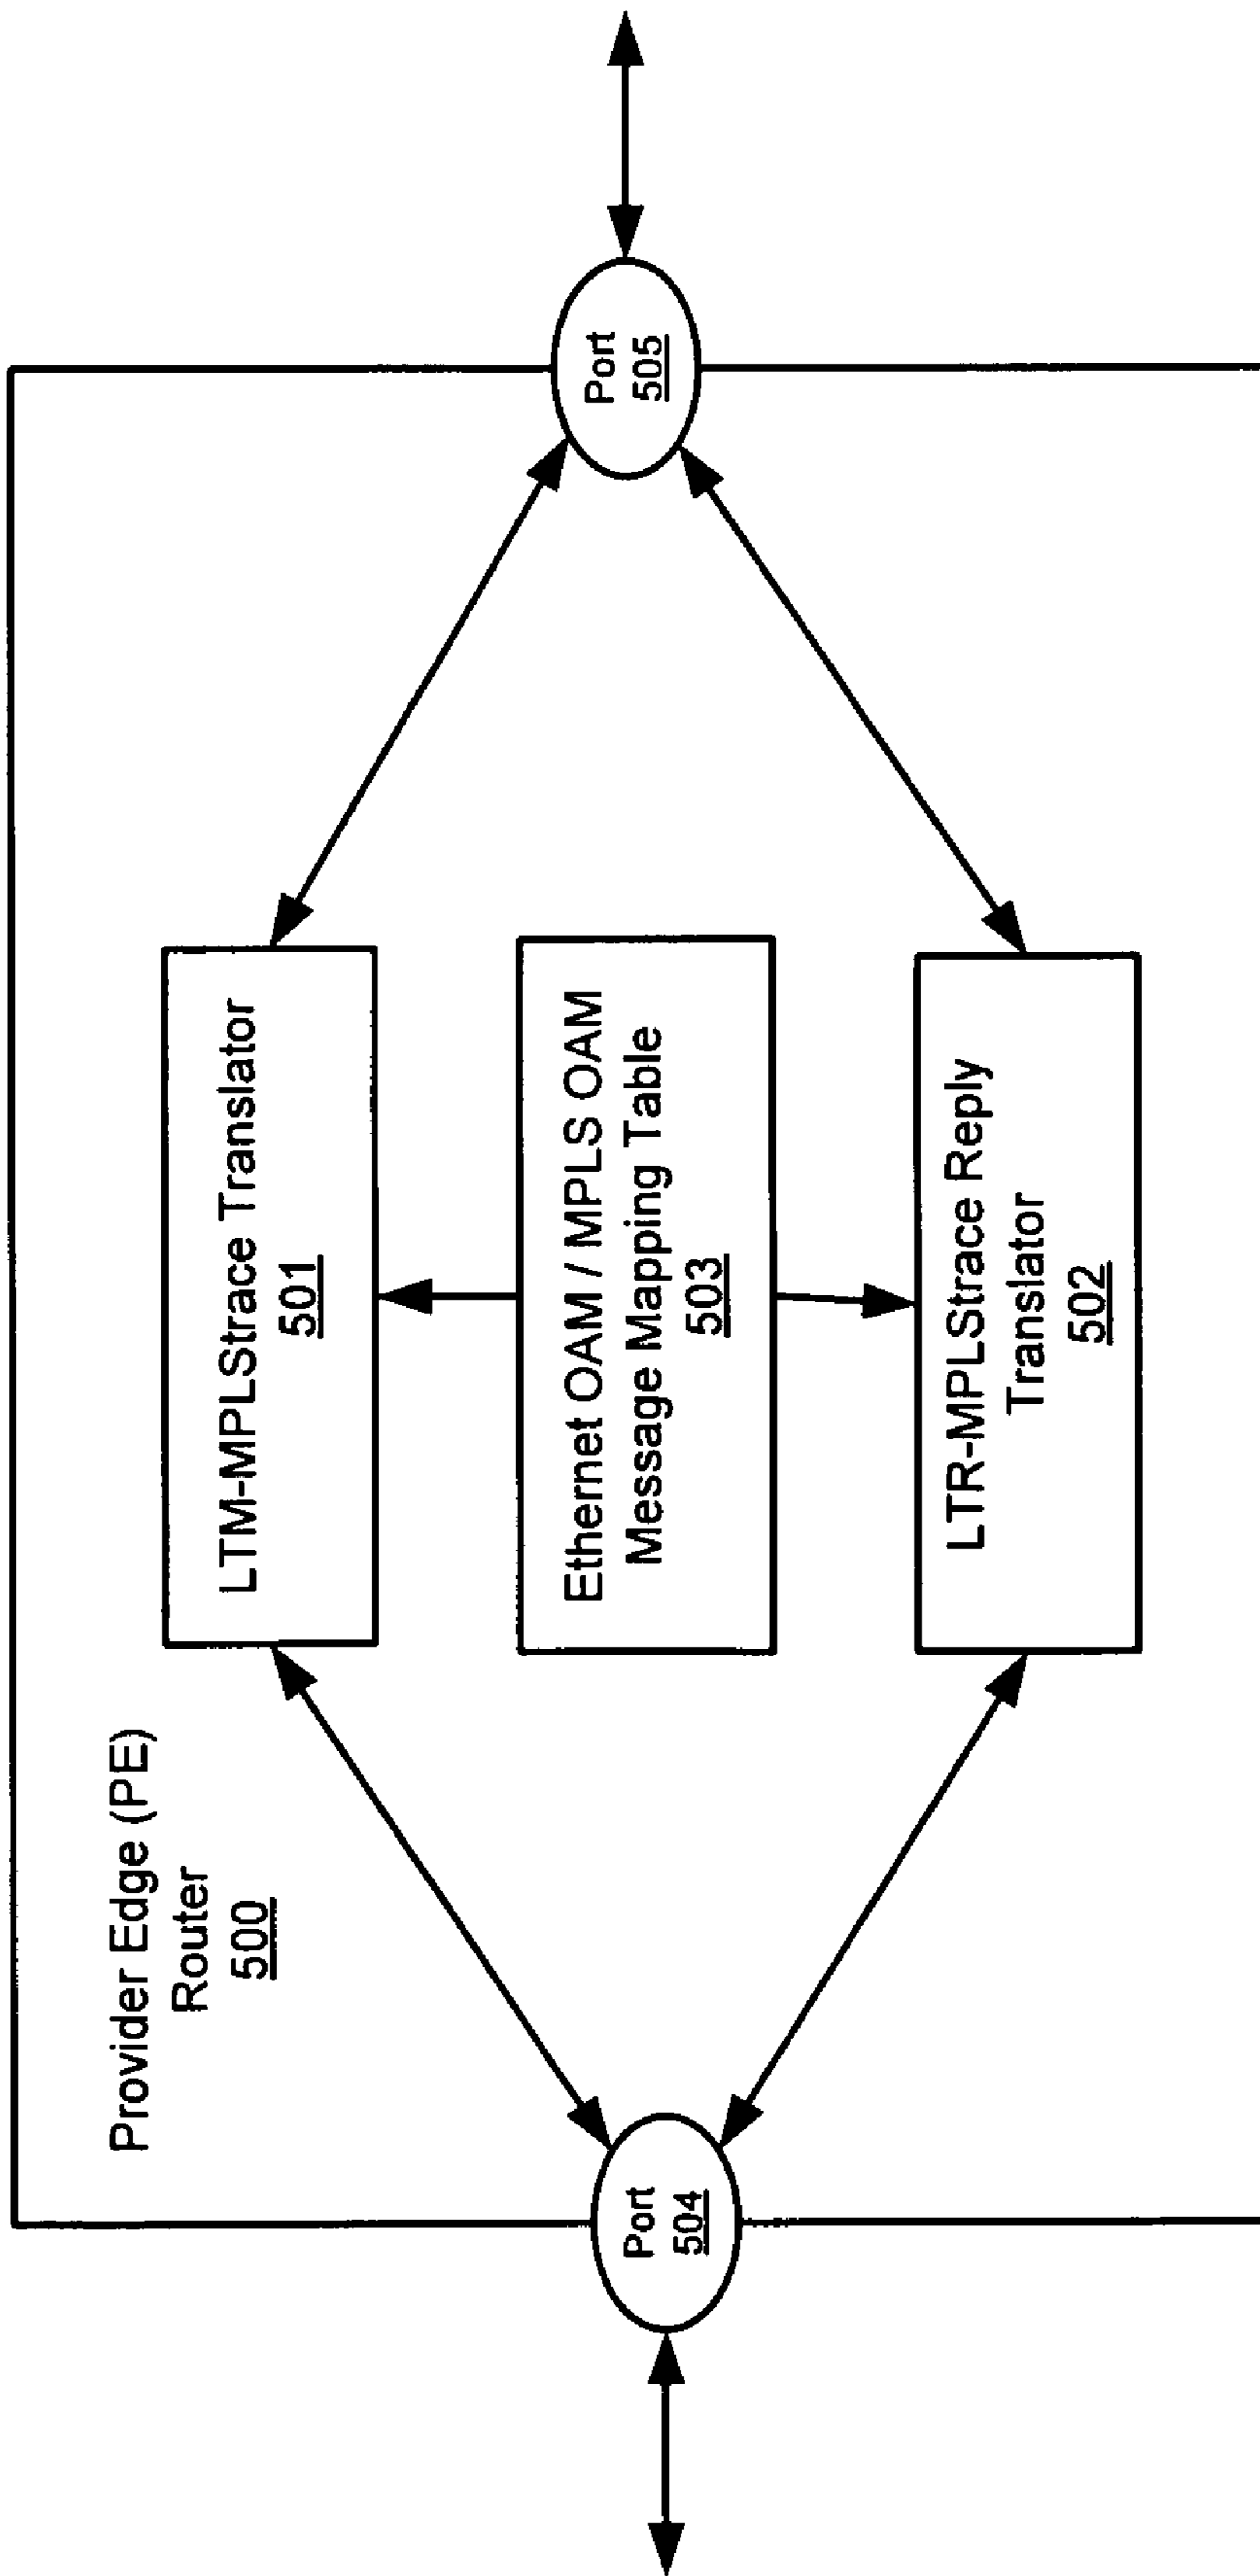 Provider Edge (PE)
Router
500
LTM-MPLStrace Translator
501
Ethernet OAM / MPLS OAM
Message Mapping Table
503
LTR-MPLStrace Reply
Translator
502
Port
504
Port
505